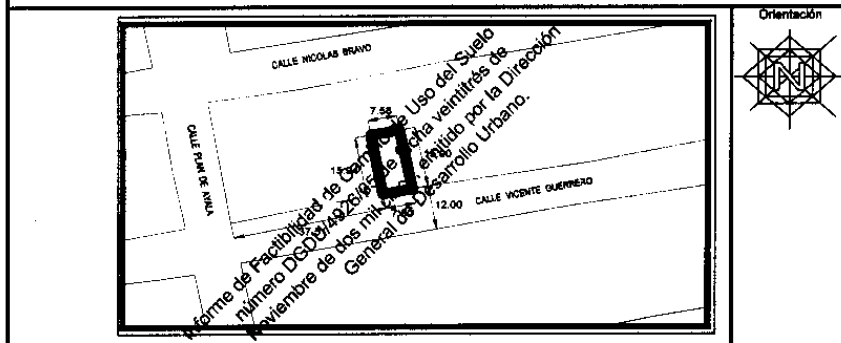 Orientación
N
CALLE NICOLAS BRAVO
CALLE PLAN DE AYALA
7.58
12.00
CALLE VICENTE GUERRERO
Informe de Factibilidad de Cambio de Uso del Suelo
número DGDU/4926/05 de fecha veintitrés de
Noviembre de dos mil emitido por la Dirección
General de Desarrollo Urbano.